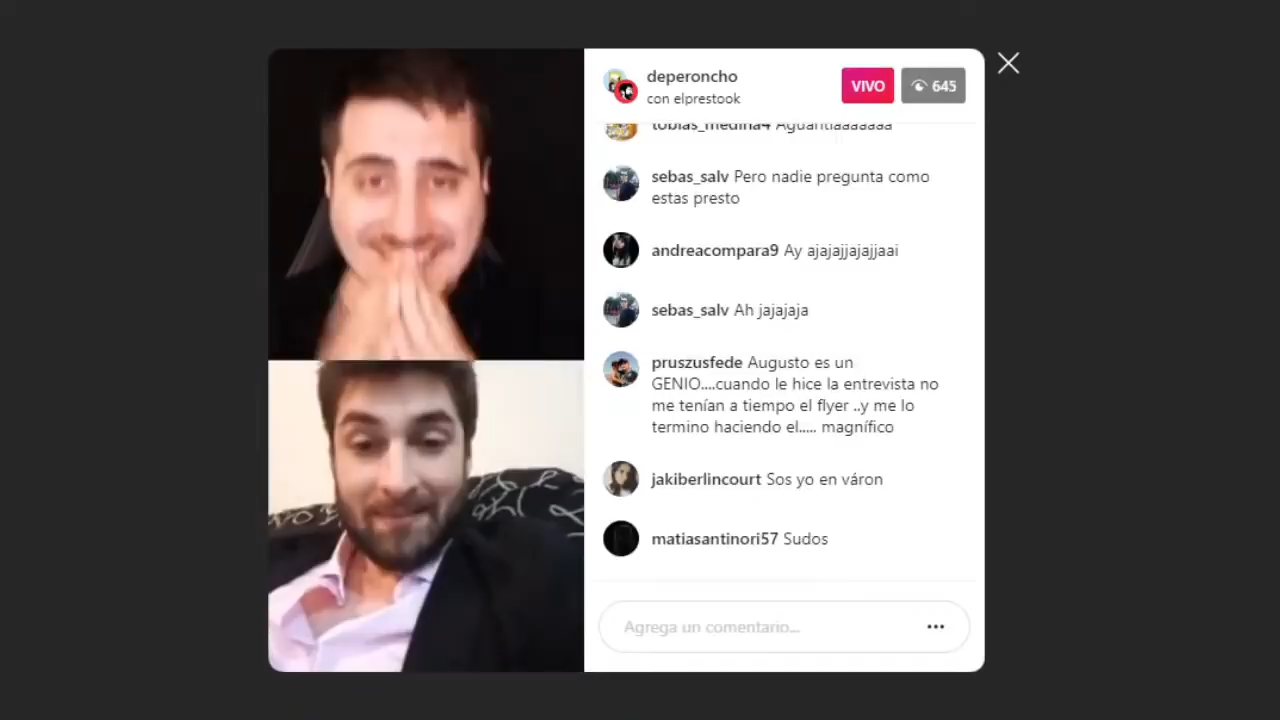 deperoncho
con elprestook
VIVO
645
tobias_medina4 Aguantiaaaaaa
sebas_salv Pero nadie pregunta como
estas presto
andreacompara9 Ay ajajajjajajjaai
sebas_salv Ah jajajaja
pruszusfede Augusto es un
GENIO....cuando le hice la entrevista no
me tenían a tiempo el flyer ..y me lo
termino haciendo el..... magnífico
jakiberlincourt Sos yo en váron
matiasantinori57 Sudos
Agrega un comentario...